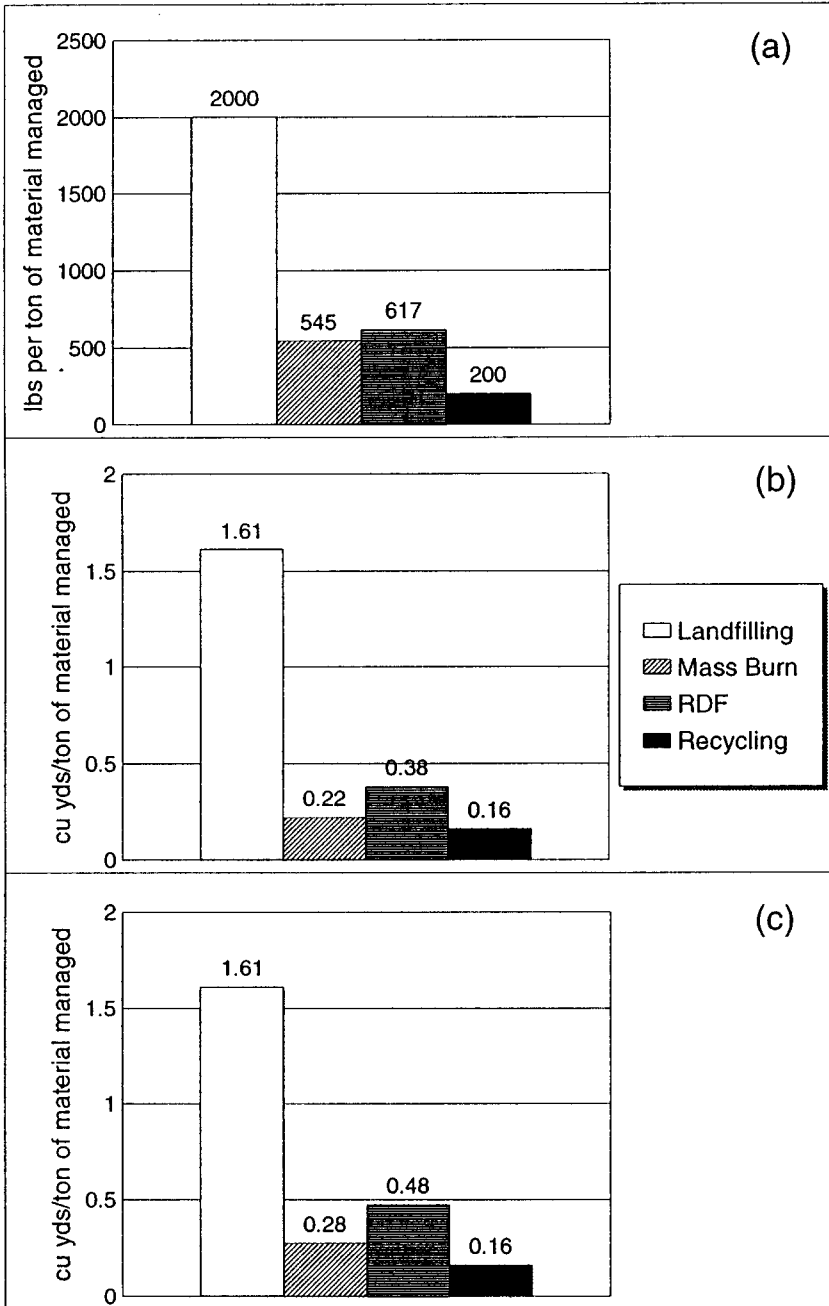 (a)
lbs per ton of material managed
2500
2000
1500
1000
500
0
2000
545
617
200
(b)
cu yds/ton of material managed
2
1.5
1
0.5
0
1.61
0.22
0.38
0.16
Landfilling
Mass Burn
RDF
Recycling
(c)
cu yds/ton of material managed
2
1.5
1
0.5
0
1.61
0.28
0.48
0.16